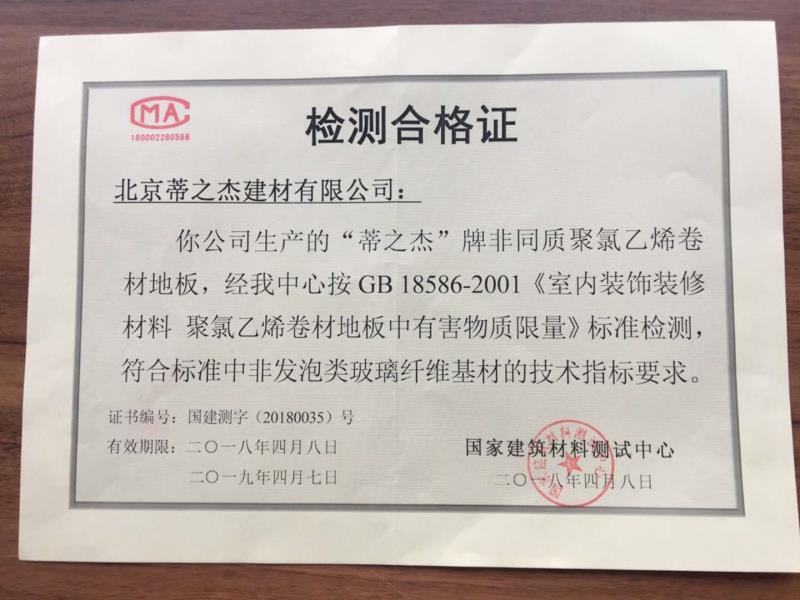 CMA
180002280586
检测合格证
北京蒂之杰建材有限公司：
你公司生产的“蒂之杰”牌非同质聚氯乙烯卷
材地板，经我中心按 GB 18586-2001《室内装饰装修
材料 聚氯乙烯卷材地板中有害物质限量》标准检测，
符合标准中非发泡类玻璃纤维基材的技术指标要求。
证书编号：国建测字（20180035）号
有效期限：二〇一八年四月八日
二〇一九年四月七日
国家建筑材料测试中心
二〇一八年四月八日